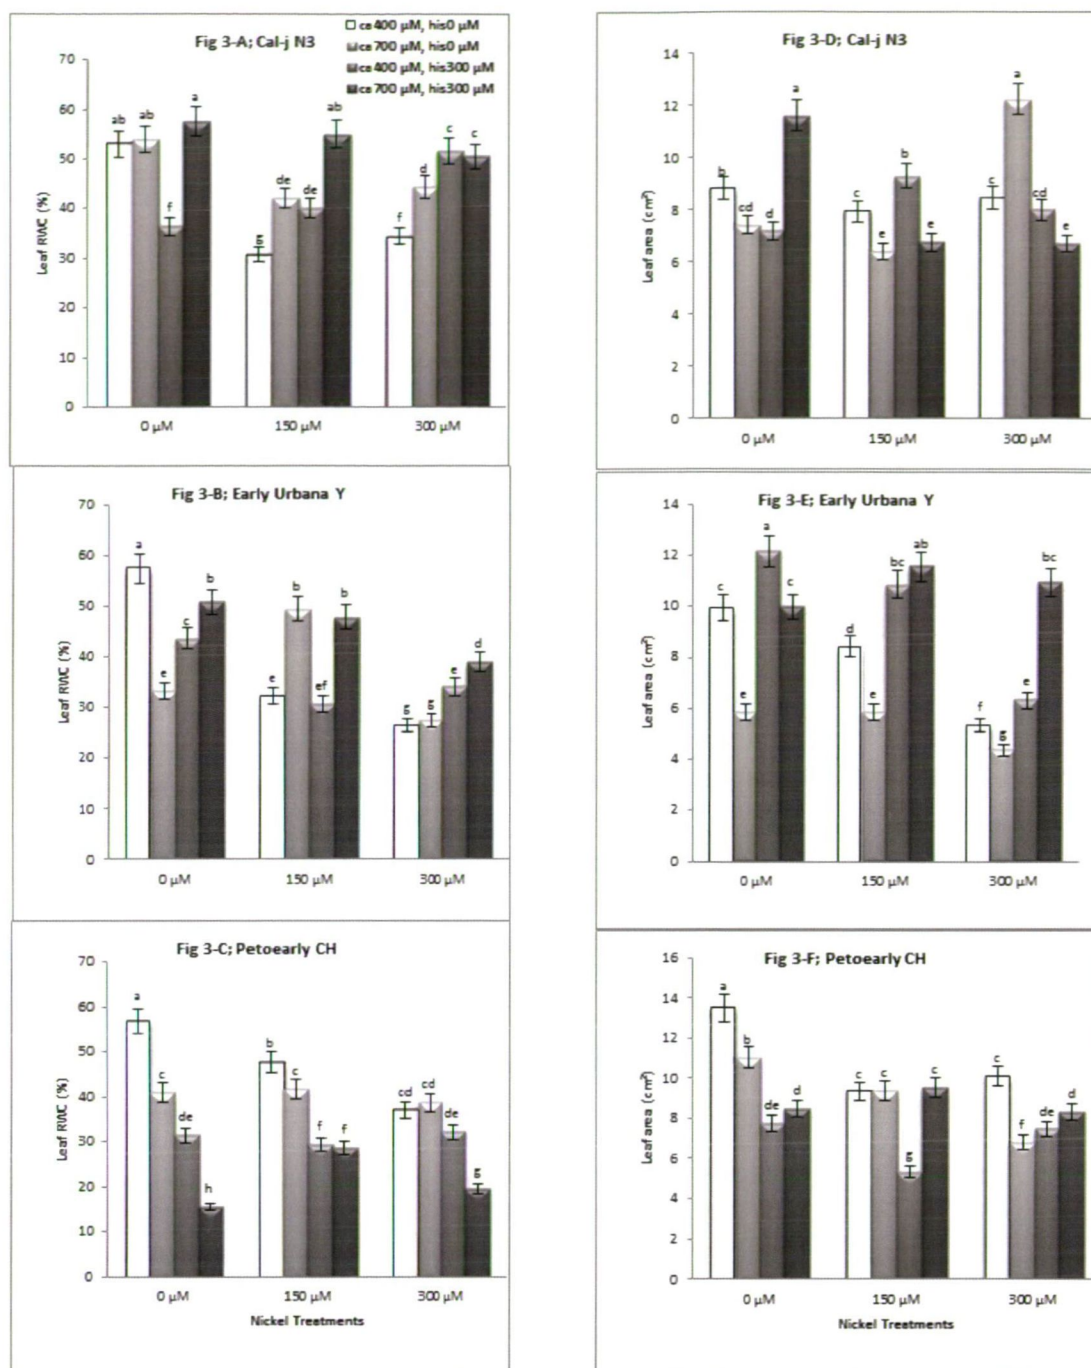 Fig 3-A; Cal-j N3
ca400 µM, his0 µM
ca700 µM, his0 µM
ca400 µM, his300 µM
ca700 µM, his300 µM
Leaf RWC (%)
70
60
50
40
30
20
10
0
ab ab f a
g de de ab
f d c c
0 µM 150 µM 300 µM
Fig 3-D; Cal-j N3
Leaf area (cm²)
14
12
10
8
6
4
2
0
b cd d a
c e b e
c a cd e
0 µM 150 µM 300 µM
Fig 3-B; Early Urbana Y
Leaf RWC (%)
70
60
50
40
30
20
10
0
a e c b
e b ef b
g g e d
0 µM 150 µM 300 µM
Fig 3-E; Early Urbana Y
Leaf area (cm²)
14
12
10
8
6
4
2
0
c e a c
d e bc ab
f g e bc
0 µM 150 µM 300 µM
Fig 3-C; Petoearly CH
Leaf RWC (%)
70
60
50
40
30
20
10
0
a c de h
b c f f
cd cd de g
0 µM 150 µM 300 µM
Nickel Treatments
Fig 3-F; Petoearly CH
Leaf area (cm²)
16
14
12
10
8
6
4
2
0
a b de d
c c g c
c f de d
0 µM 150 µM 300 µM
Nickel Treatments